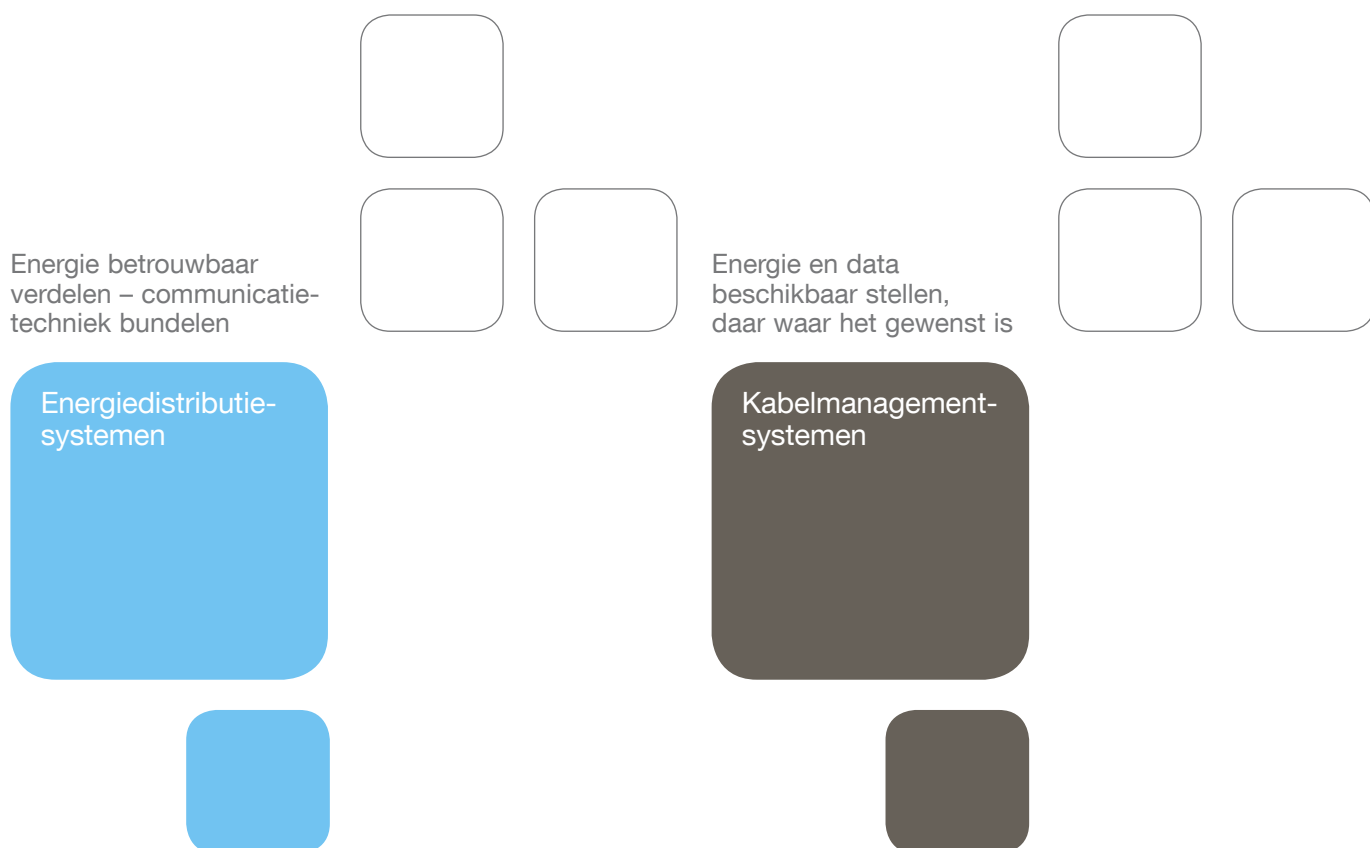 Energie betrouwbaar
verdelen – communicatie-
techniek bundelen
Energiedistributie-
systemen
Energie en data
beschikbaar stellen,
daar waar het gewenst is
Kabelmanagement-
systemen